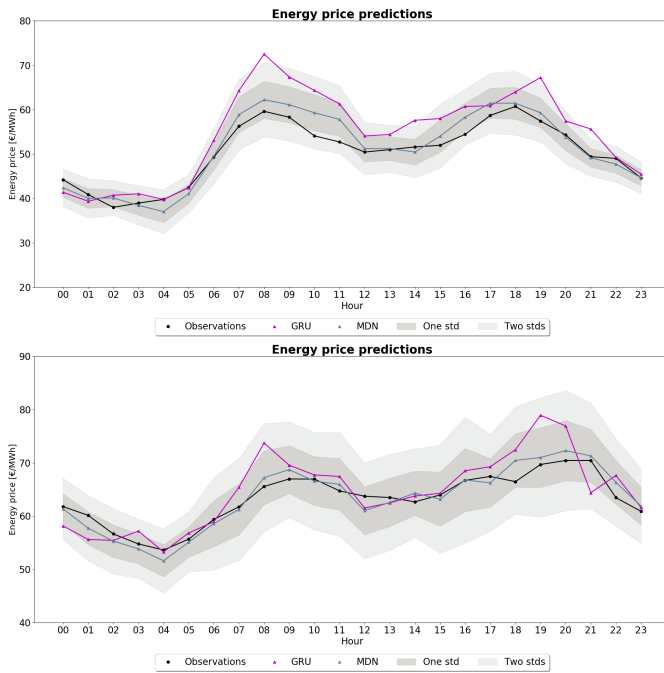 Energy price predictions
Energy price [€/MWh]
80
70
60
50
40
30
20
00 01 02 03 04 05 06 07 08 09 10 11 12 13 14 15 16 17 18 19 20 21 22 23
Hour
Observations GRU MDN One std Two stds
Energy price predictions
Energy price [€/MWh]
90
80
70
60
50
40
00 01 02 03 04 05 06 07 08 09 10 11 12 13 14 15 16 17 18 19 20 21 22 23
Hour
Observations GRU MDN One std Two stds